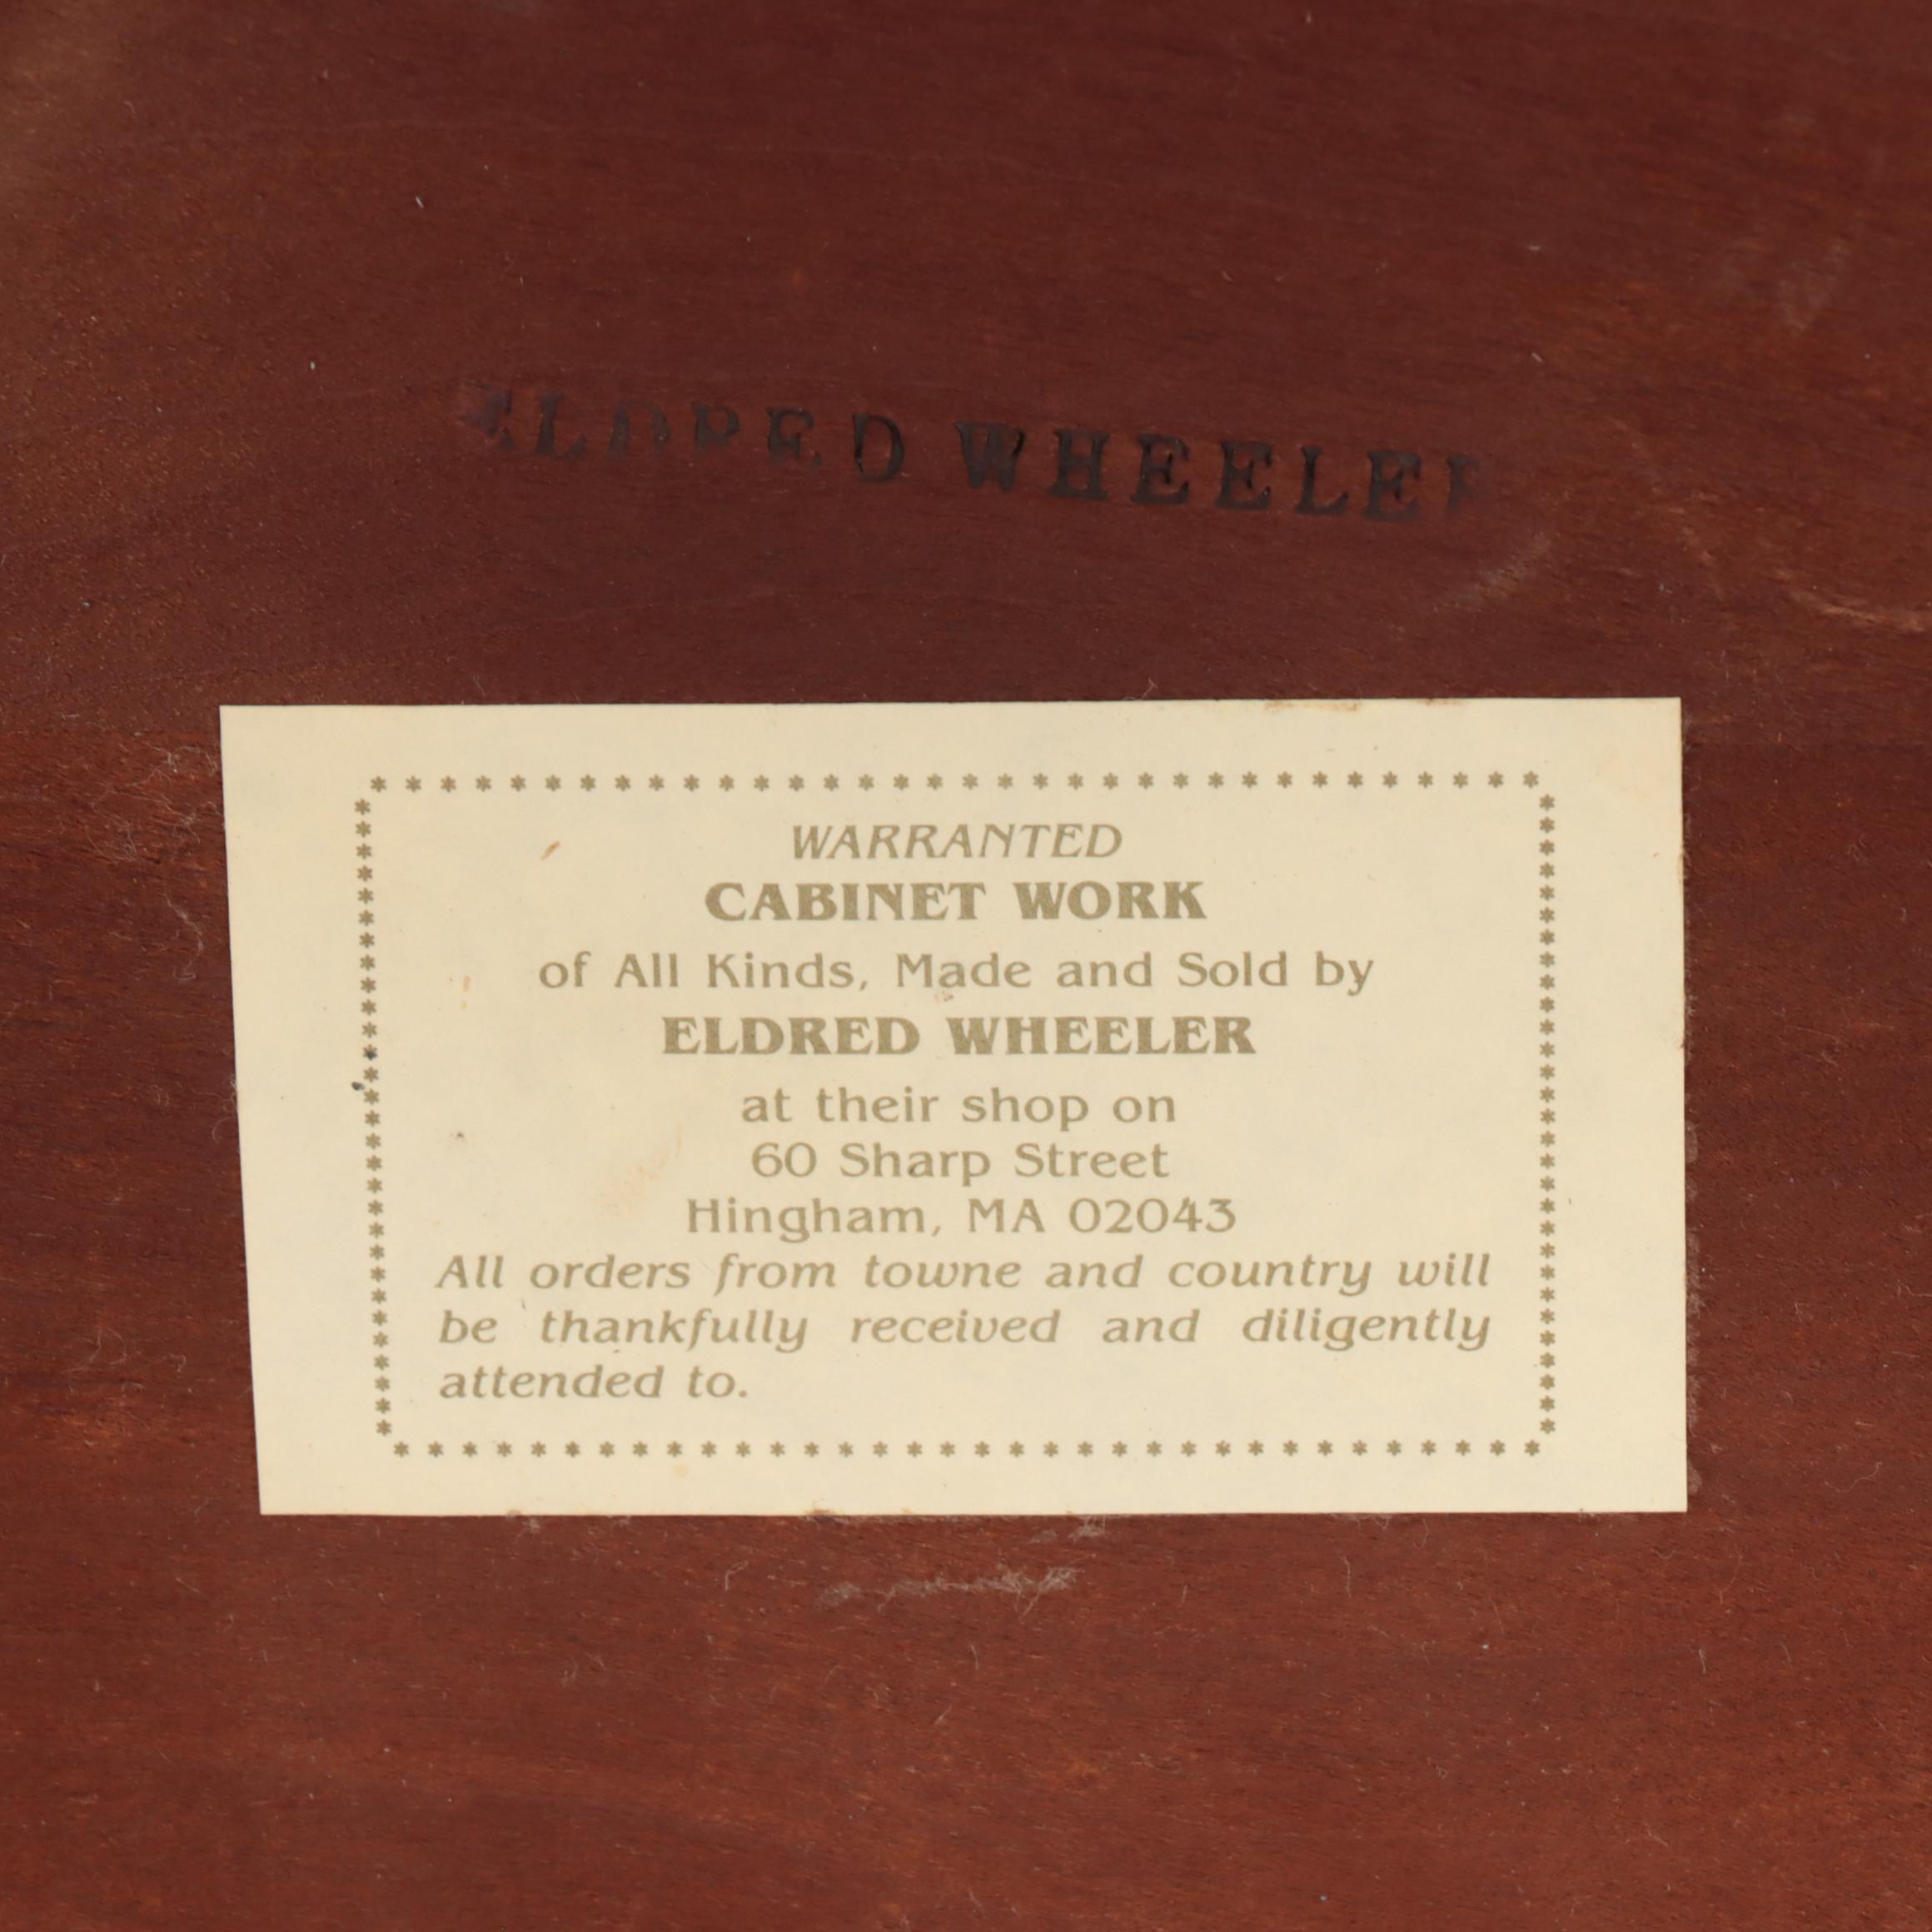 ELDRED WHEELER
WARRANTED
CABINET WORK
of All Kinds, Made and Sold by
ELDRED WHEELER
at their shop on
60 Sharp Street
Hingham, MA 02043
All orders from towne and country will
be thankfully received and diligently
attended to.